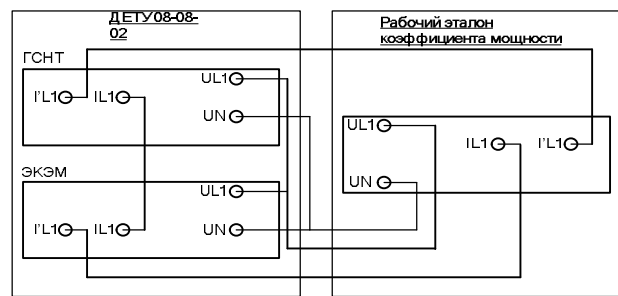 ДЕТУ08-08-
02
Рабочий эталон
коэффициента мощности
ГСНТ
UL1
I'L1 IL1
UN
UL1
IL1 I'L1
ЭКЭМ
UL1
UN
I'L1 IL1 UN